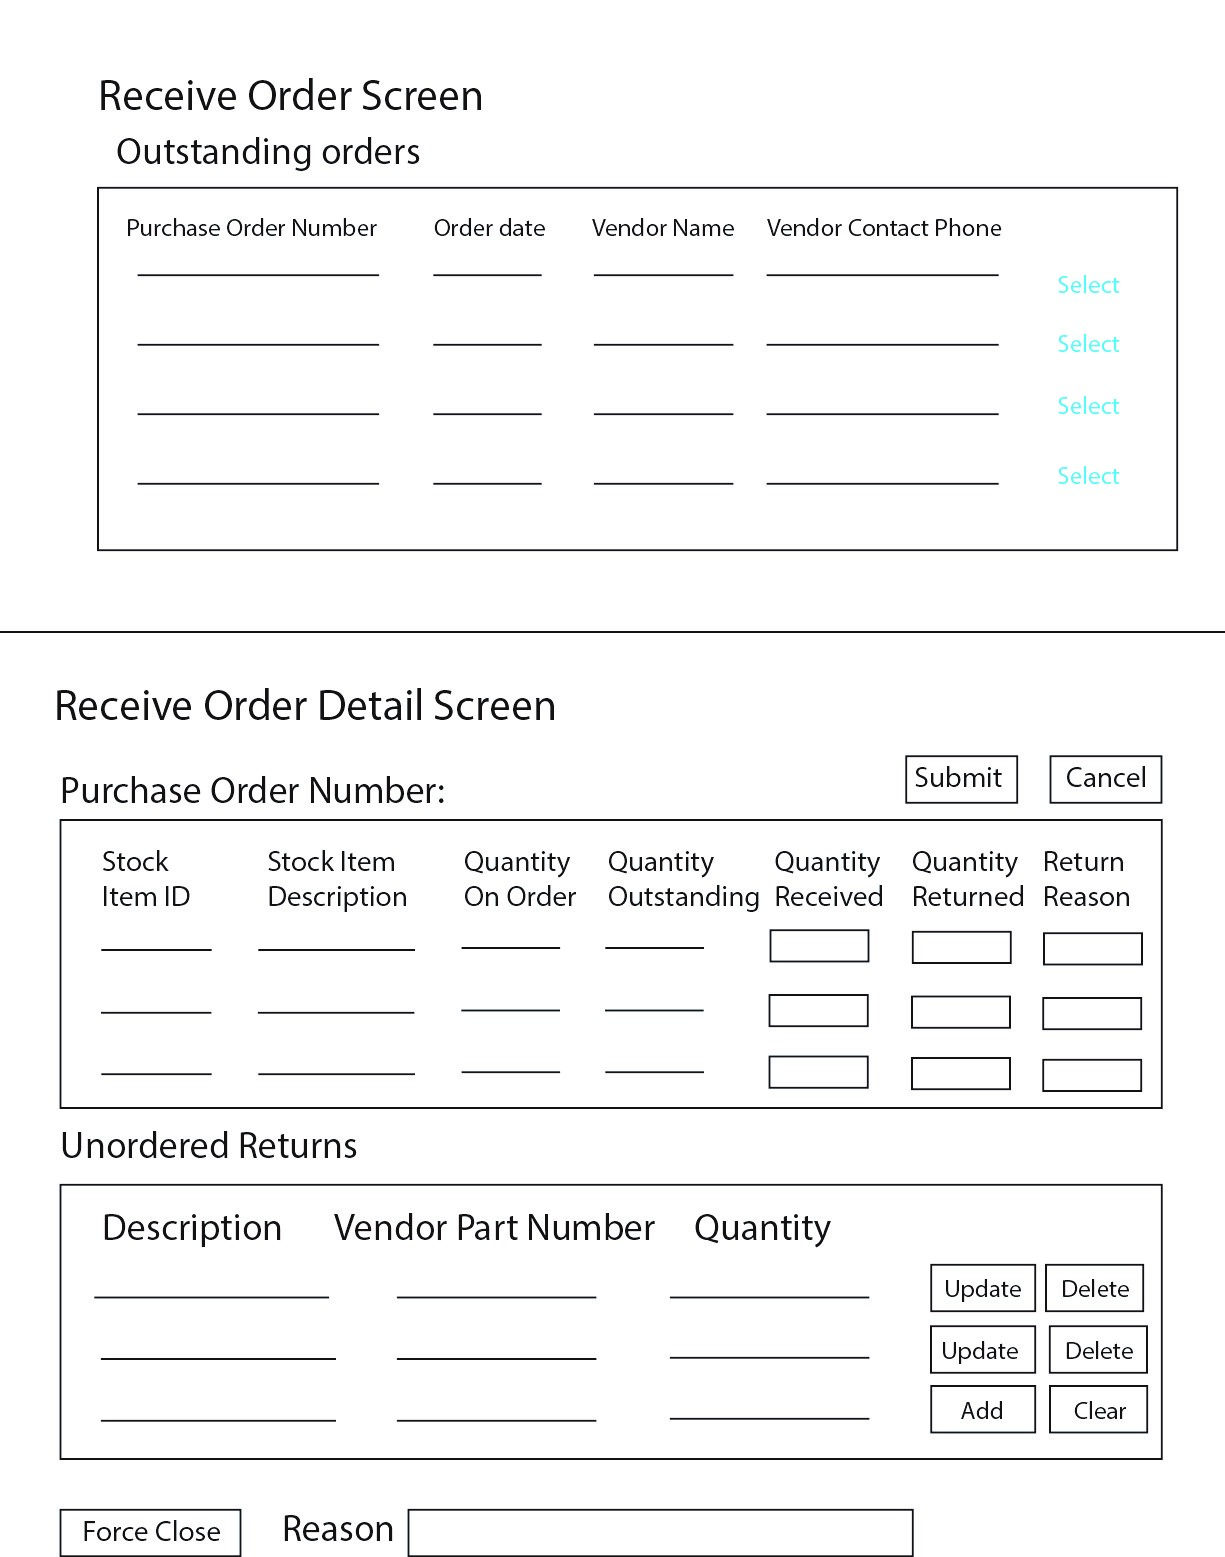 Receive Order Screen
Outstanding orders
Purchase Order Number Order date Vendor Name Vendor Contact Phone
Select
Select
Select
Select
Receive Order Detail Screen
Purchase Order Number: Submit Cancel
Stock Stock Item Quantity Quantity Quantity Quantity Return
Item ID Description On Order Outstanding Received Returned Reason
Unordered Returns
Description Vendor Part Number Quantity
Update Delete
Update Delete
Add Clear
Force Close Reason